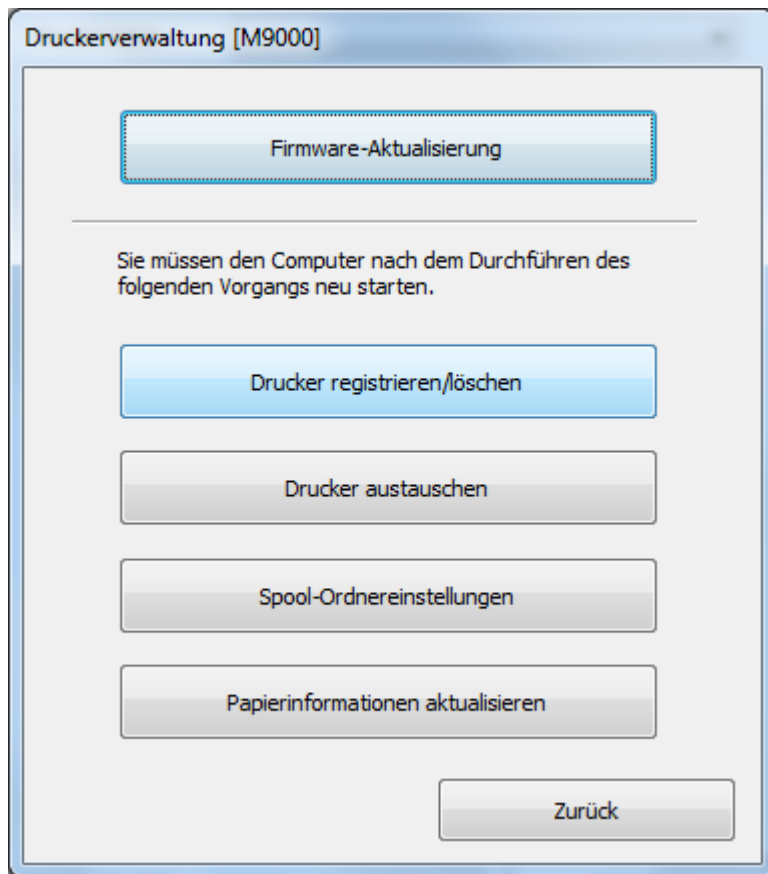 Druckerverwaltung [M9000]
Firmware-Aktualisierung
Sie müssen den Computer nach dem Durchführen des
folgenden Vorgangs neu starten.
Drucker registrieren/löschen
Drucker austauschen
Spool-Ordnereinstellungen
Papierinformationen aktualisieren
Zurück